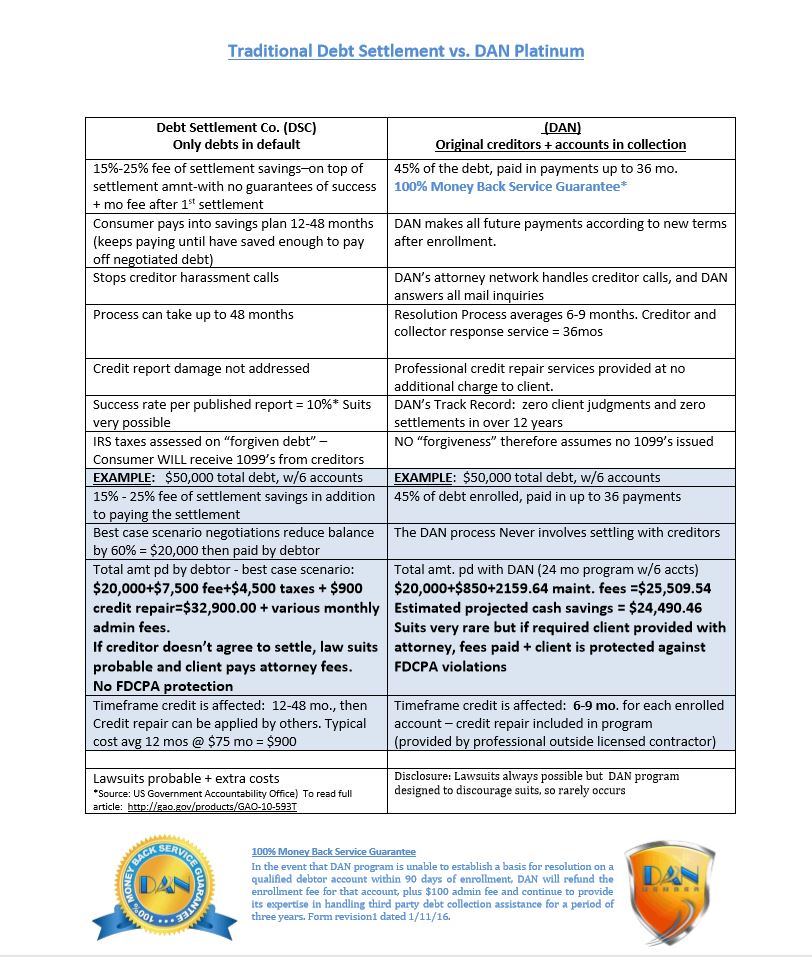 Traditional Debt Settlement vs. DAN Platinum
Debt Settlement Co. (DSC)
Only debts in default
(DAN)
Original creditors + accounts in collection
15%-25% fee of settlement savings–on top of
settlement amnt-with no guarantees of success
+ mo fee after 1st settlement
45% of the debt, paid in payments up to 36 mo.
100% Money Back Service Guarantee*
Consumer pays into savings plan 12-48 months
(keeps paying until have saved enough to pay
off negotiated debt)
DAN makes all future payments according to new terms
after enrollment.
Stops creditor harassment calls
DAN's attorney network handles creditor calls, and DAN
answers all mail inquiries
Process can take up to 48 months
Resolution Process averages 6-9 months. Creditor and
collector response service = 36mos
Credit report damage not addressed
Professional credit repair services provided at no
additional charge to client.
Success rate per published report = 10%* Suits
very possible
DAN's Track Record:  zero client judgments and zero
settlements in over 12 years
IRS taxes assessed on "forgiven debt" –
Consumer WILL receive 1099's from creditors
NO "forgiveness" therefore assumes no 1099's issued
EXAMPLE:  $50,000 total debt, w/6 accounts
EXAMPLE:  $50,000 total debt, w/6 accounts
15% - 25% fee of settlement savings in addition
to paying the settlement
45% of debt enrolled, paid in up to 36 payments
Best case scenario negotiations reduce balance
by 60% = $20,000 then paid by debtor
The DAN process Never involves settling with creditors
Total amt pd by debtor - best case scenario:
$20,000+$7,500 fee+$4,500 taxes + $900
credit repair=$32,900.00 + various monthly
admin fees.
If creditor doesn't agree to settle, law suits
probable and client pays attorney fees.
No FDCPA protection
Total amt. pd with DAN (24 mo program w/6 accts)
$20,000+$850+2159.64 maint. fees =$25,509.54
Estimated projected cash savings = $24,490.46
Suits very rare but if required client provided with
attorney, fees paid + client is protected against
FDCPA violations
Timeframe credit is affected:  12-48 mo., then
Credit repair can be applied by others. Typical
cost avg 12 mos @ $75 mo = $900
Timeframe credit is affected:  6-9 mo. for each enrolled
account – credit repair included in program
(provided by professional outside licensed contractor)
Lawsuits probable + extra costs
*Source: US Government Accountability Office)  To read full
article:  http://gao.gov/products/GAO-10-593T
Disclosure: Lawsuits always possible but  DAN program
designed to discourage suits, so rarely occurs
100% MONEY BACK SERVICE GUARANTEE
DAN
100% Money Back Service Guarantee
In the event that DAN program is unable to establish a basis for resolution on a
qualified debtor account within 90 days of enrollment, DAN will refund the
enrollment fee for that account, plus $100 admin fee and continue to provide
its expertise in handling third party debt collection assistance for a period of
three years. Form revision1 dated 1/11/16.
DAN
MEMBER